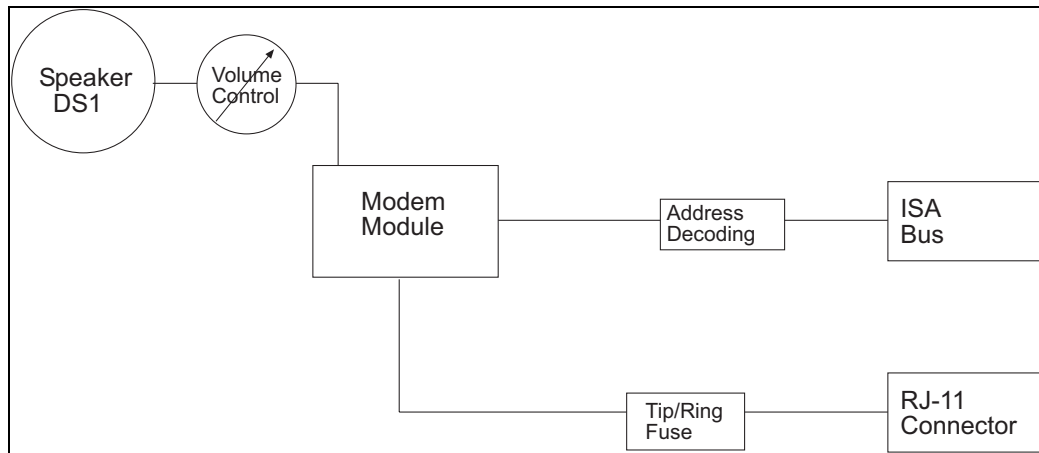 Speaker
DS1
Volume
Control
Modem
Module
Address
Decoding
ISA
Bus
Tip/Ring
Fuse
RJ-11
Connector